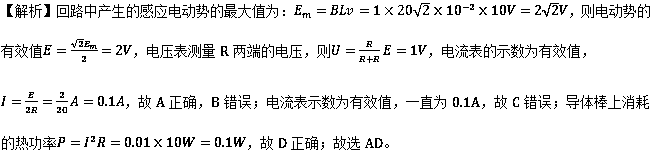 【解析】回路中产生的感应电动势的最大值为：$E_m = BLv = 1 \times 20\sqrt{2} \times 10^{-2} \times 10V = 2\sqrt{2}V$，则电动势的
有效值$E = \frac{\sqrt{2}E_m}{2} = 2V$，电压表测量 R 两端的电压，则$U = \frac{R}{R+R}E = 1V$，电流表的示数为有效值，
$I = \frac{E}{2R} = \frac{2}{20}A = 0.1A$，故 A 正确，B 错误；电流表示数为有效值，一直为 0.1A，故 C 错误；导体棒上消耗
的热功率$P = I^2R = 0.01 \times 10W = 0.1W$，故 D 正确；故选 AD。